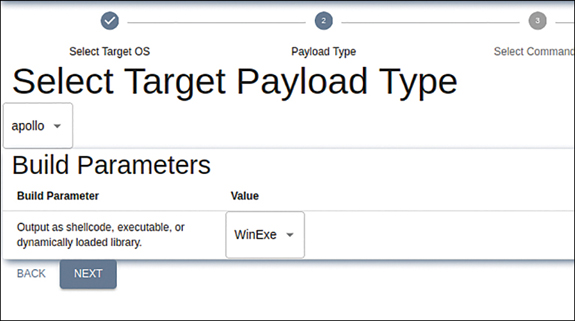 2
3
Select Target OS
Payload Type
Select Command
Select Target Payload Type
apollo
Build Parameters
Build Parameter
Value
Output as shellcode, executable, or
dynamically loaded library.
WinExe
BACK
NEXT